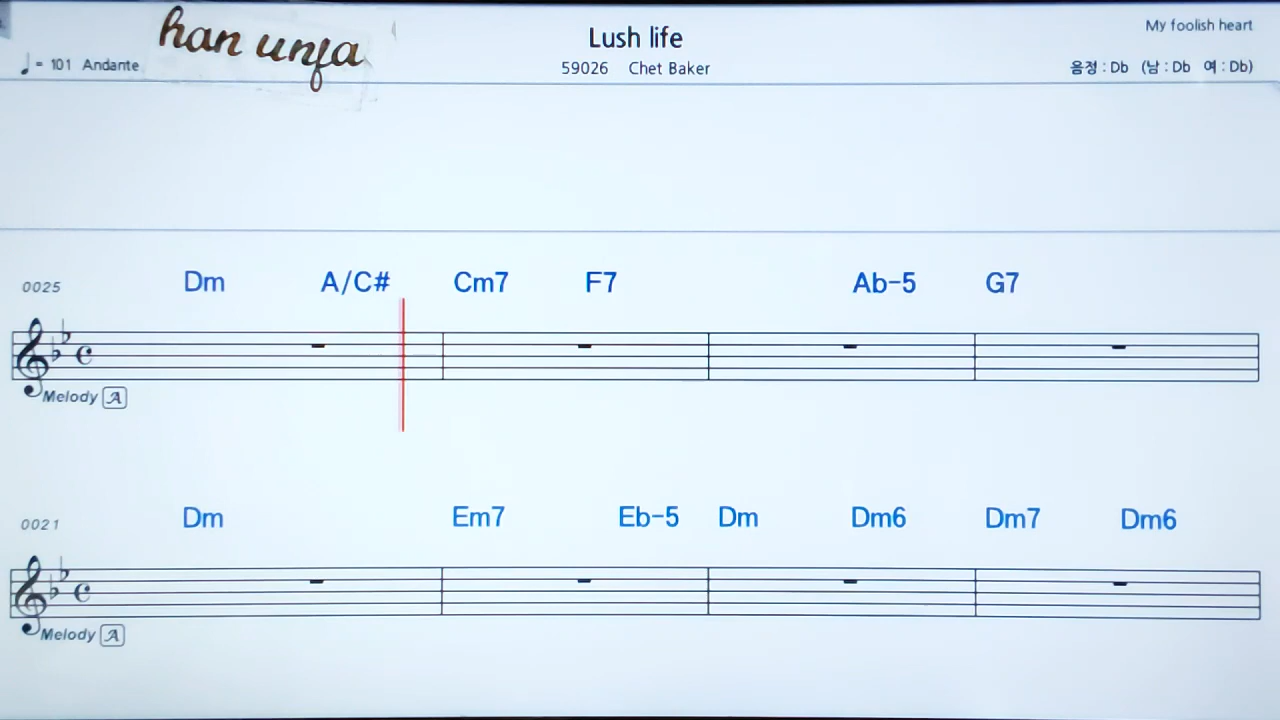 han unfa
Lush life
My foolish heart
♩ = 101 Andante
59026 Chet Baker
음정 : Db (남 : Db 여 : Db)
0025 Dm A/C# Cm7 F7 Ab-5 G7
Melody A
0021 Dm Em7 Eb-5 Dm Dm6 Dm7 Dm6
Melody A